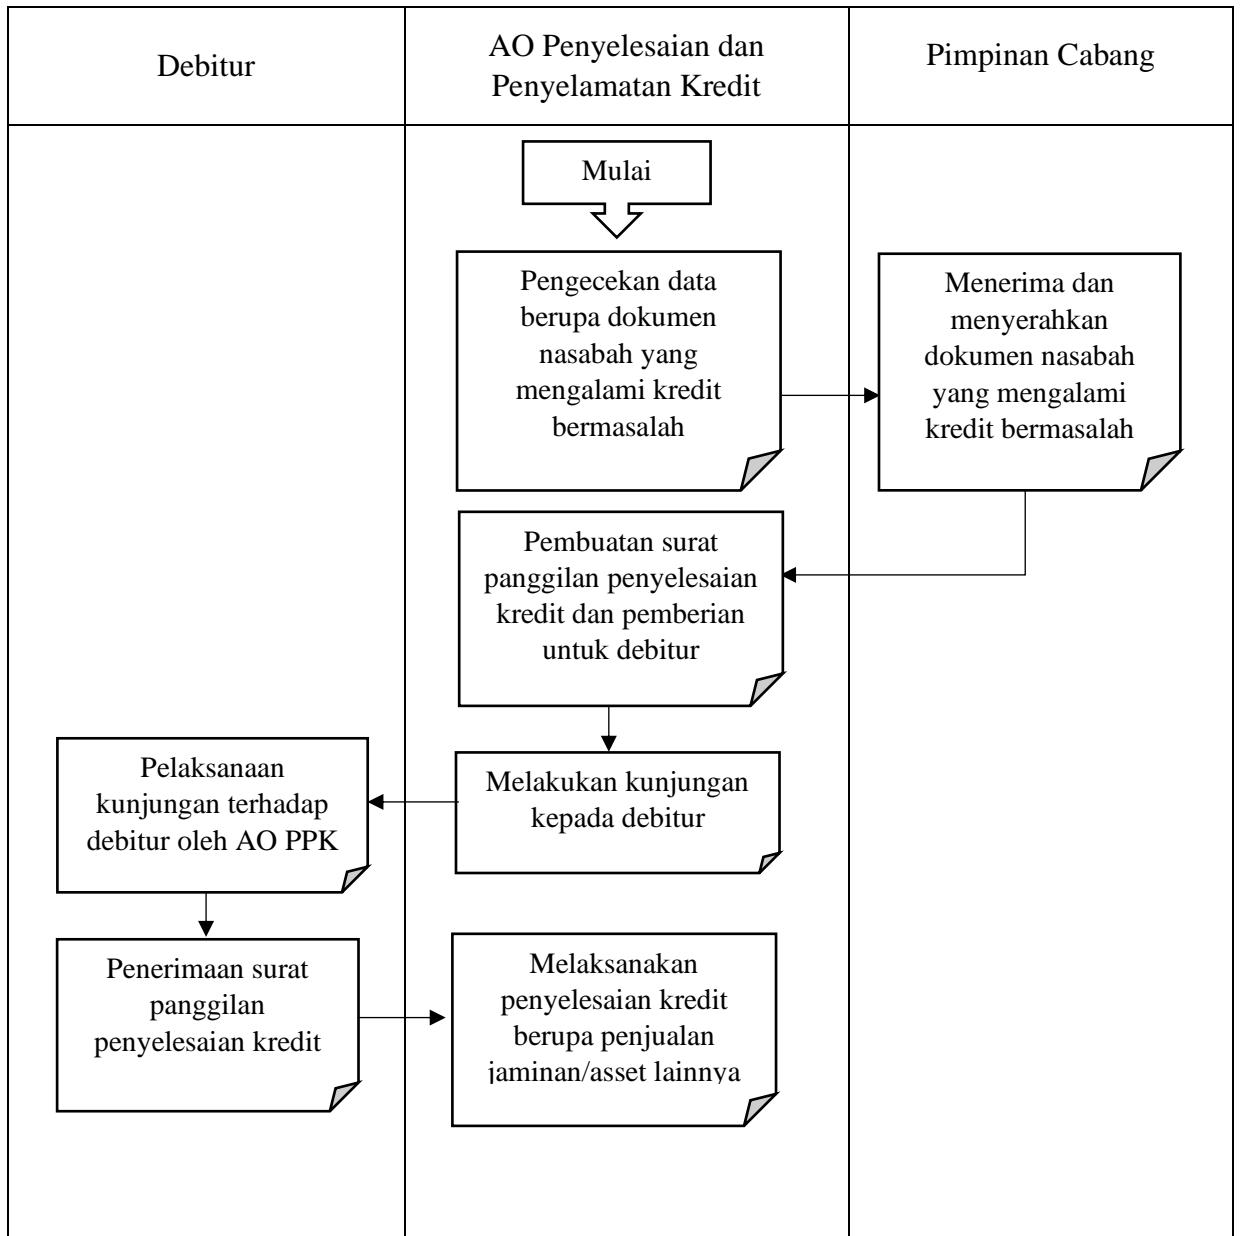 Debitur
AO Penyelesaian dan
Penyelamatan Kredit
Pimpinan Cabang
Mulai
Pengecekan data
berupa dokumen
nasabah yang
mengalami kredit
bermasalah
Menerima dan
menyerahkan
dokumen nasabah
yang mengalami
kredit bermasalah
Pembuatan surat
panggilan penyelesaian
kredit dan pemberian
untuk debitur
Melakukan kunjungan
kepada debitur
Pelaksanaan
kunjungan terhadap
debitur oleh AO PPK
Penerimaan surat
panggilan
penyelesaian kredit
Melaksanakan
penyelesaian kredit
berupa penjualan
jaminan/asset lainnya